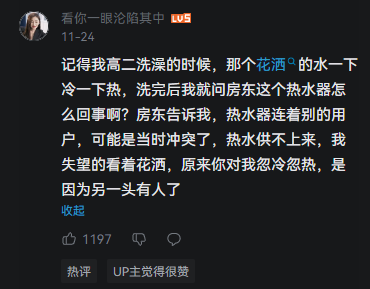 看你一眼沦陷其中 LV5
11-24
记得我高二洗澡的时候，那个花洒的水一下
冷一下热，洗完后我就问房东这个热水器怎
么回事啊？房东告诉我，热水器连着别的用
户，可能是当时冲突了，热水供不上来，我
失望的看着花洒，原来你对我忽冷忽热，是
因为另一头有人了
收起
1197
热评 UP主觉得很赞